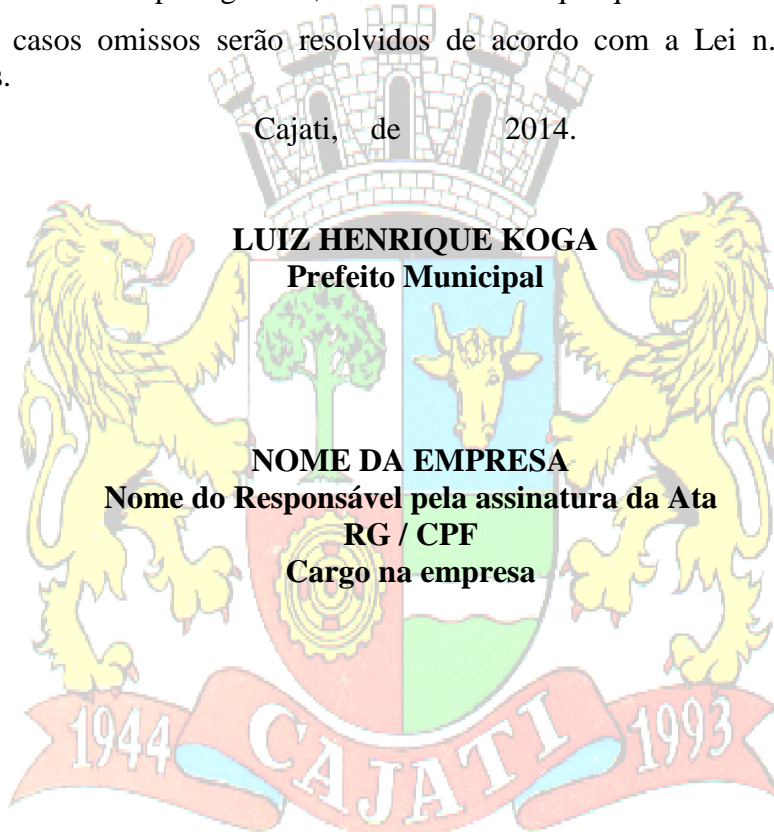 casos omissos serão resolvidos de acordo com a Lei n.
s.
Cajati, de 2014.
LUIZ HENRIQUE KOGA
Prefeito Municipal
NOME DA EMPRESA
Nome do Responsável pela assinatura da Ata
RG / CPF
Cargo na empresa
1944 CAJATI 1993